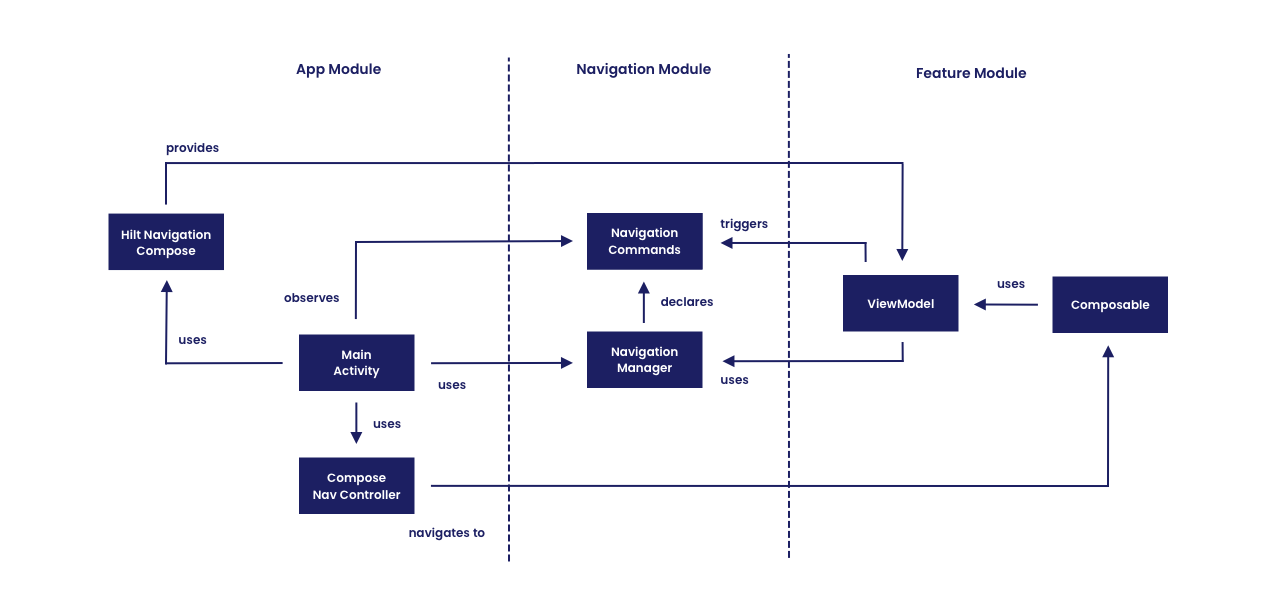 App Module
Navigation Module
Feature Module
provides
Hilt Navigation
Compose
Navigation
Commands
triggers
observes
declares
uses
ViewModel
Composable
uses
Main
Activity
uses
Navigation
Manager
uses
uses
Compose
Nav Controller
navigates to